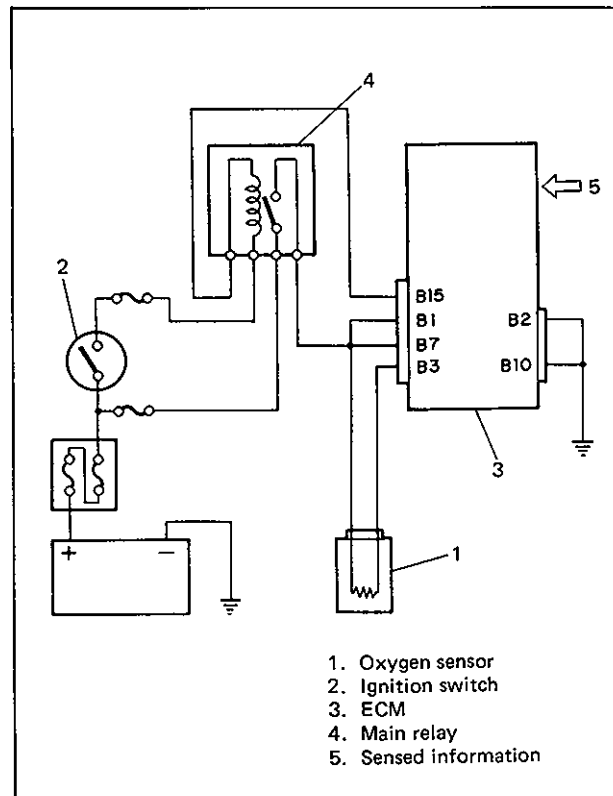 4
5
2
B15
B1
B7
B3
B2
B10
3
+
−
1
1. Oxygen sensor
2. Ignition switch
3. ECM
4. Main relay
5. Sensed information